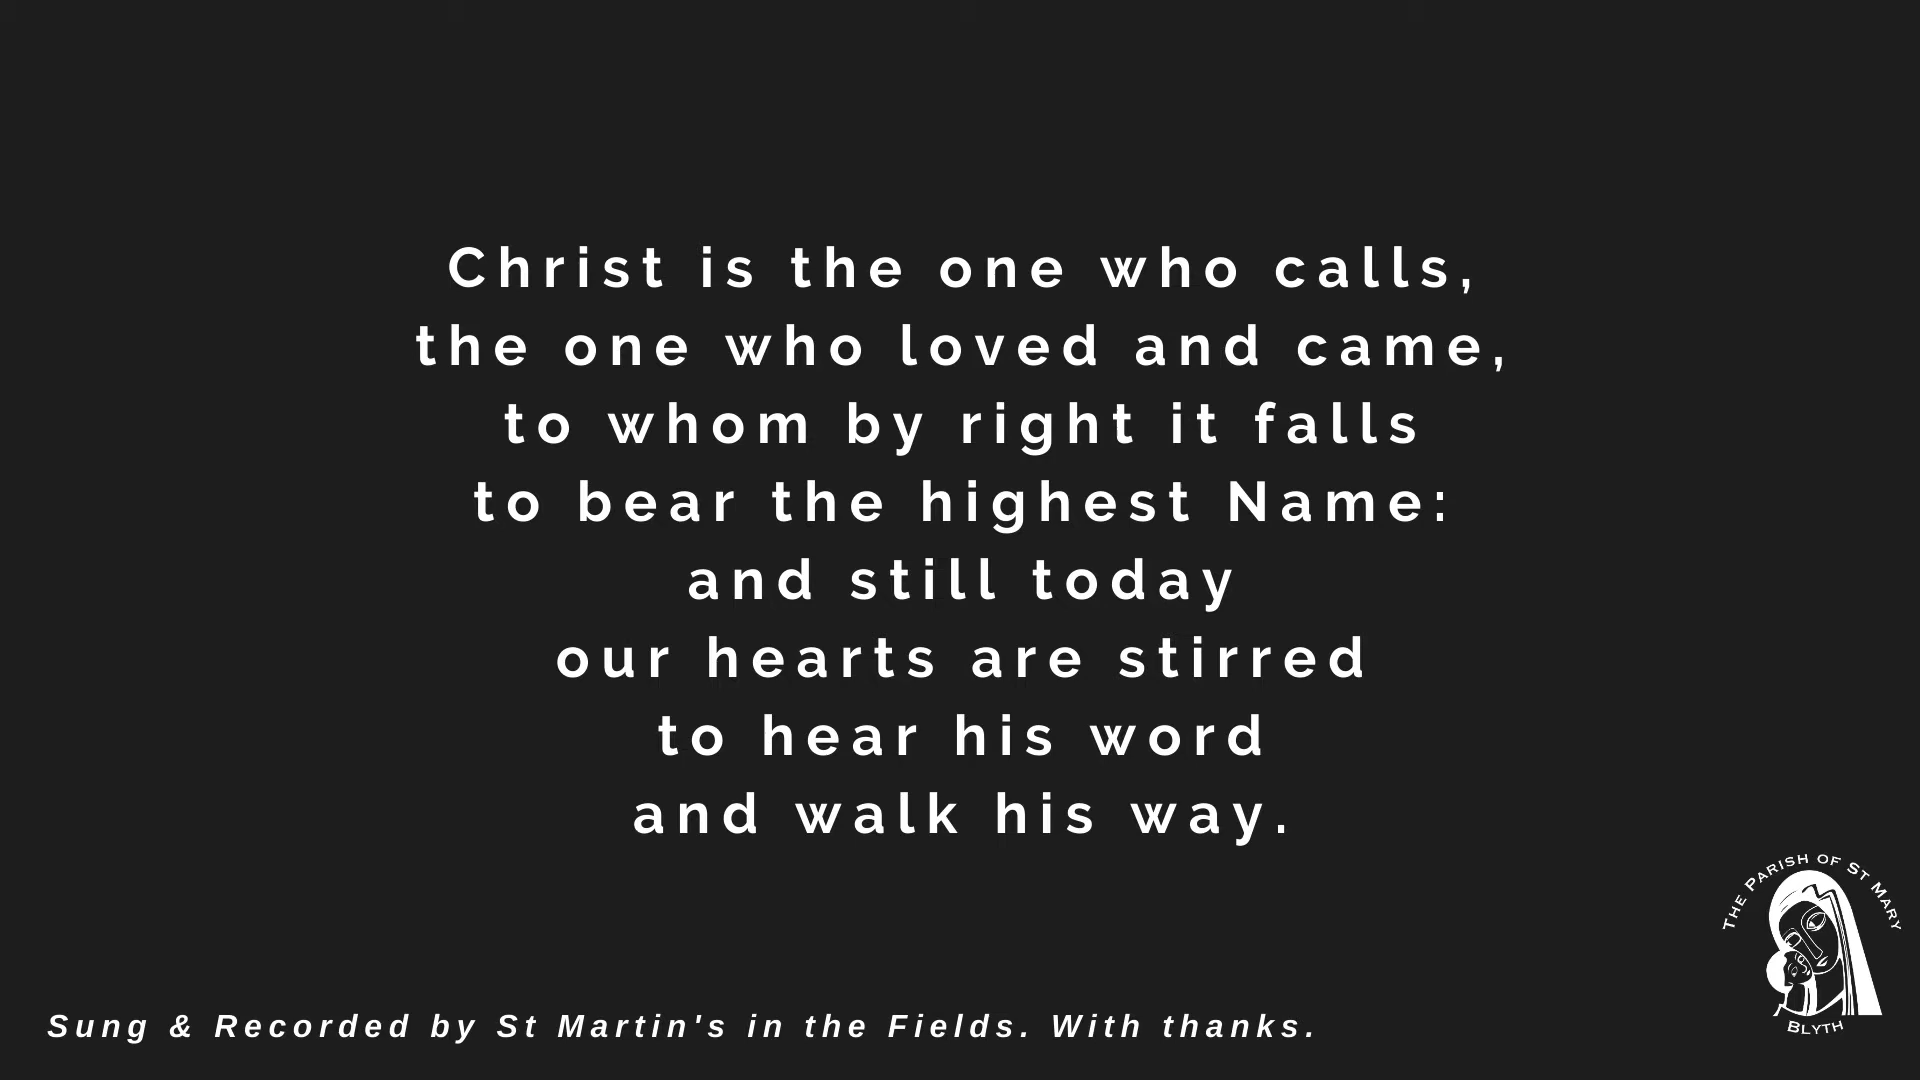 Christ is the one who calls,
the one who loved and came,
to whom by right it falls
to bear the highest Name:
and still today
our hearts are stirred
to hear his word
and walk his way.
The Parish of St Mary
Blyth
Sung & Recorded by St Martin's in the Fields. With thanks.